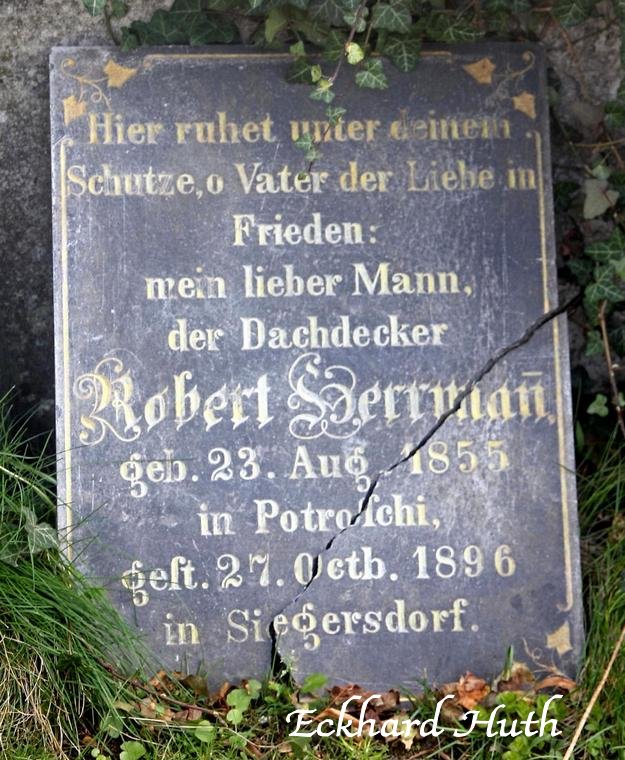 Hier ruhet unter deinem
Schutze, o Vater der Liebe in
Frieden:
mein lieber Mann,
der Dachdecker
Robert Herrman̄,
geb. 23. Aug. 1855
in Potroſchi,
geſt. 27. Octb. 1896
in Siegersdorf.
Eckhard Huth